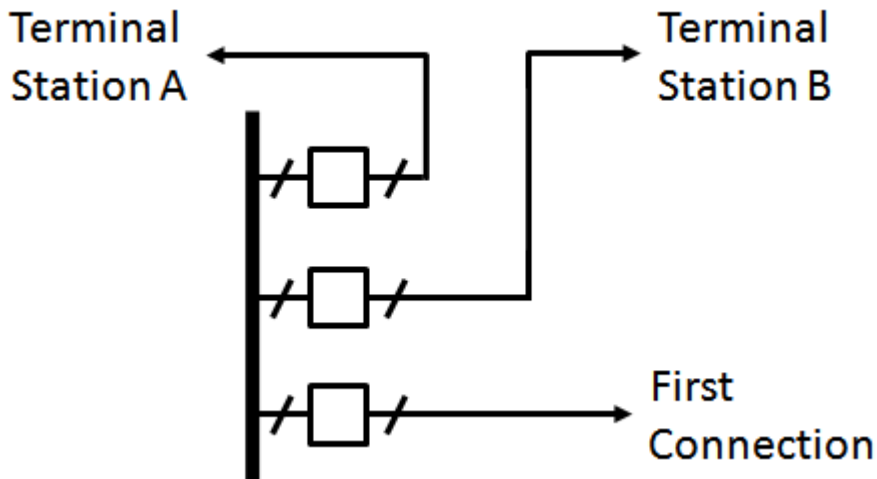 Terminal
Station A
Terminal
Station B
First
Connection